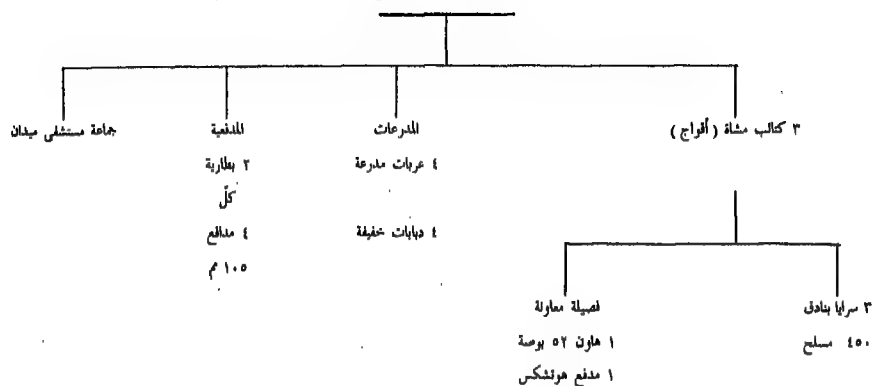 ٣ كتائب مشاة (أفواج)
المدرعات
٤ عربات مدرعة
٤ دبابات خفيفة
المدفعية
٢ بطارية
كلّ
٤ مدافع
١٠٥ مم
جماعة مستشفى ميدان
٣ سرايا بنادق
٤٥٠ مسلح
فصيلة معاونة
١ هاون ٥٢ بوصة
١ مدفع هوتشكس